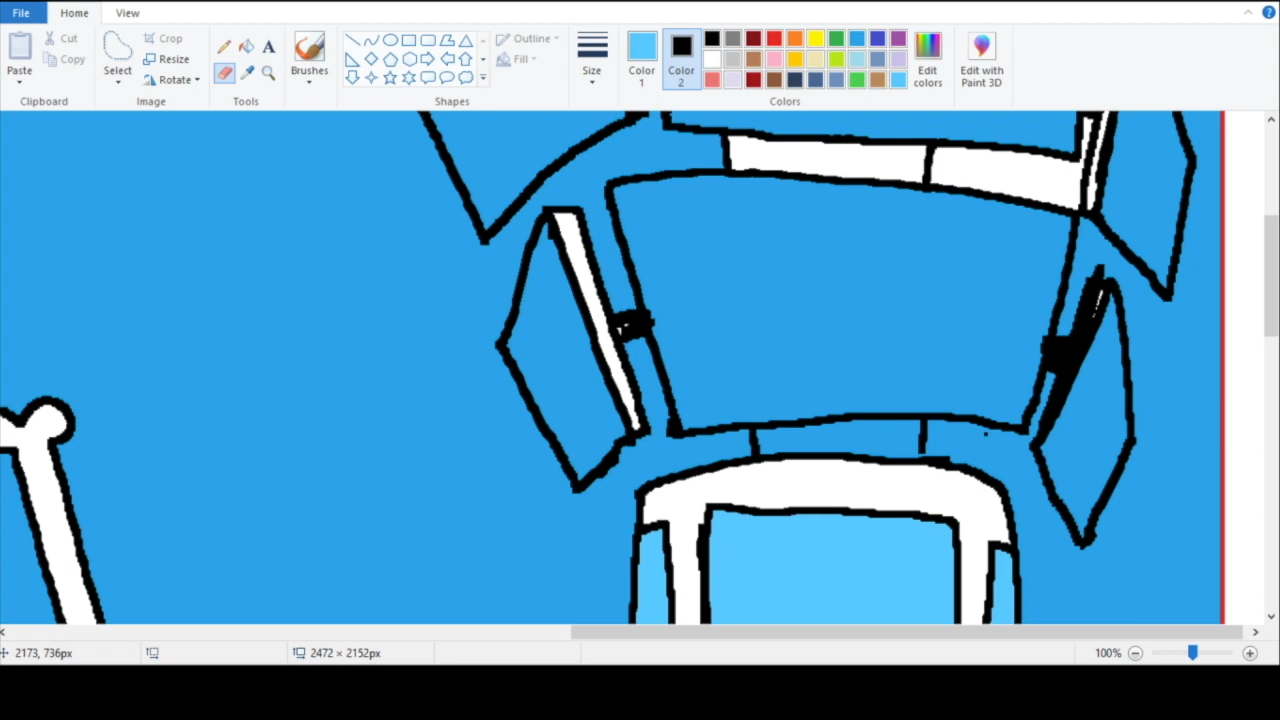 File Home View
Paste
Cut
Copy
Clipboard
Select
Crop
Resize
Rotate
Image
Tools
Brushes
Outline
Fill
Shapes
Size
Color 1
Color 2
Edit colors
Colors
Edit with Paint 3D
2173, 736px
2472 × 2152px
100%